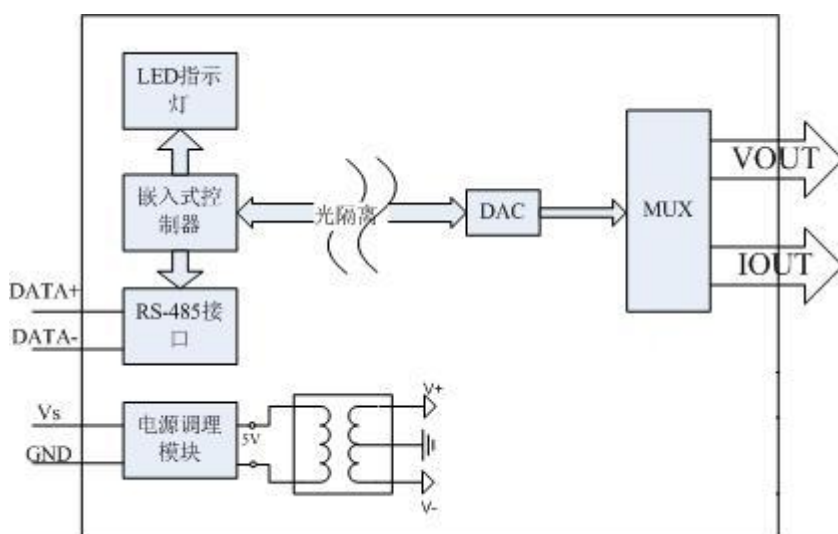 LED指示
灯
嵌入式控
制器
光隔离
DAC
MUX
VOUT
IOUT
DATA+
DATA-
RS-485接
口
Vs
GND
电源调理
模块
5V
V+
V-